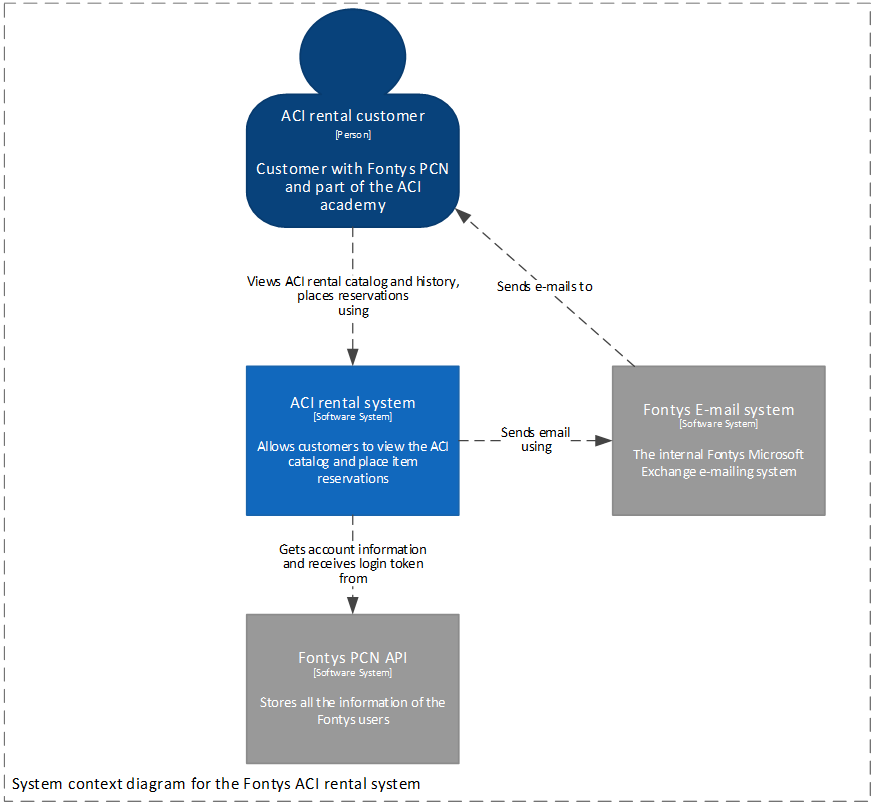 ACI rental customer
[Person]
Customer with Fontys PCN
and part of the ACI
academy
Views ACI rental catalog and history,
places reservations
using
Sends e-mails to
ACI rental system
[Software System]
Allows customers to view the ACI
catalog and place item
reservations
Sends email
using
Fontys E-mail system
[Software System]
The internal Fontys Microsoft
Exchange e-mailing system
Gets account information
and receives login token
from
Fontys PCN API
[Software System]
Stores all the information of the
Fontys users
System context diagram for the Fontys ACI rental system